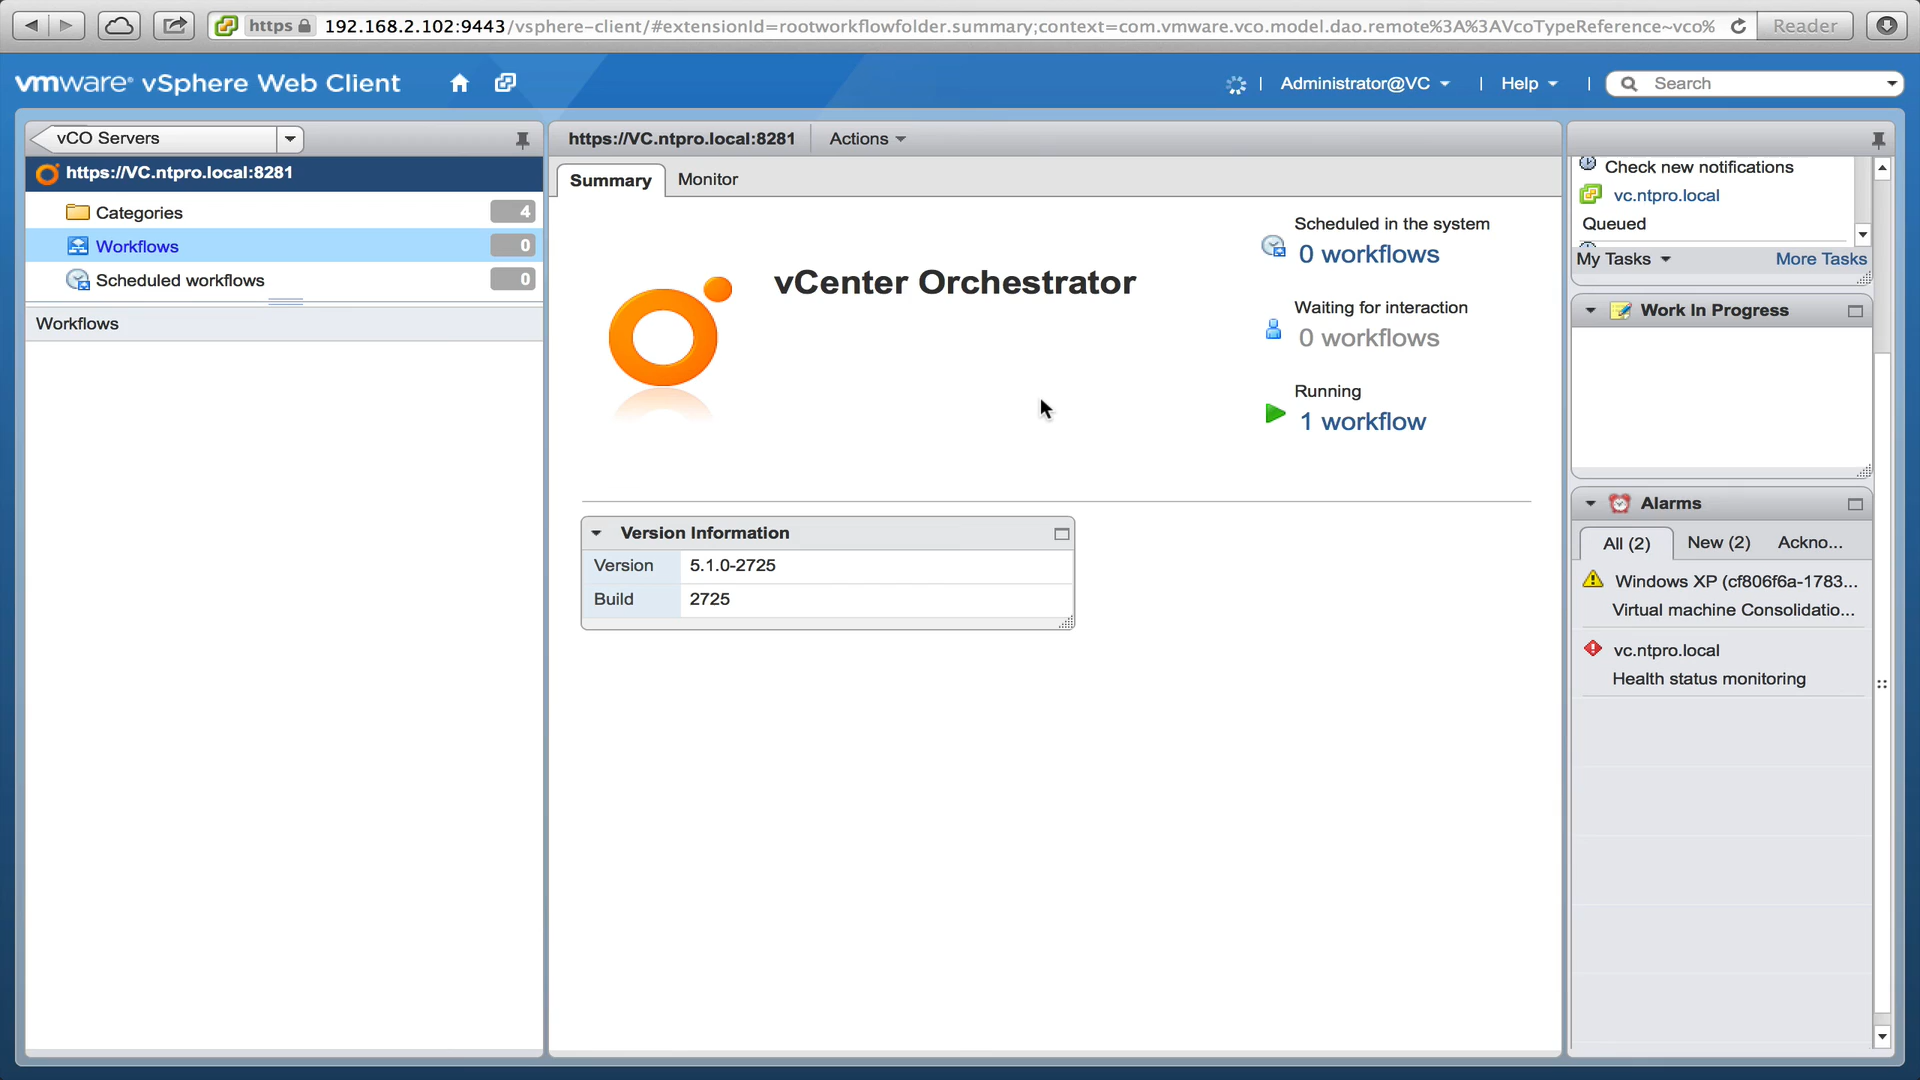 https 192.168.2.102:9443/vsphere-client/#extensionId=rootworkflowfolder.summary;context=com.vmware.vco.model.dao.remote%3A%3AVcoTypeReference~vco%
Reader
vmware® vSphere Web Client
Administrator@VC
Help
Search
vCO Servers
https://VC.ntpro.local:8281
Categories 4
Workflows 0
Scheduled workflows 0
Workflows
https://VC.ntpro.local:8281 Actions
Summary Monitor
vCenter Orchestrator
Scheduled in the system
0 workflows
Waiting for interaction
0 workflows
Running
1 workflow
Version Information
Version 5.1.0-2725
Build 2725
Check new notifications
vc.ntpro.local
Queued
My Tasks More Tasks
Work In Progress
Alarms
All (2) New (2) Ackno...
Windows XP (cf806f6a-1783...
Virtual machine Consolidatio...
vc.ntpro.local
Health status monitoring